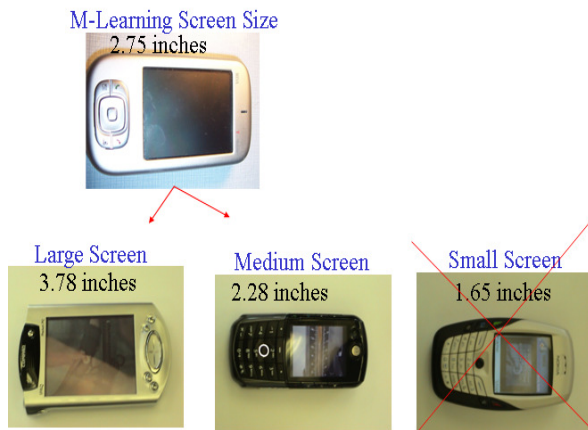 M-Learning Screen Size
2.75 inches
Large Screen
3.78 inches
Medium Screen
2.28 inches
Small Screen
1.65 inches